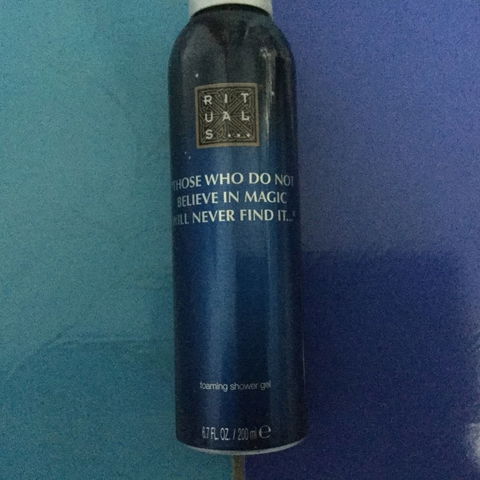 RIT
UAL
S...
"THOSE WHO DO NOT
BELIEVE IN MAGIC
WILL NEVER FIND IT..."
foaming shower gel
6.7 FL. OZ. / 200 ml ℮